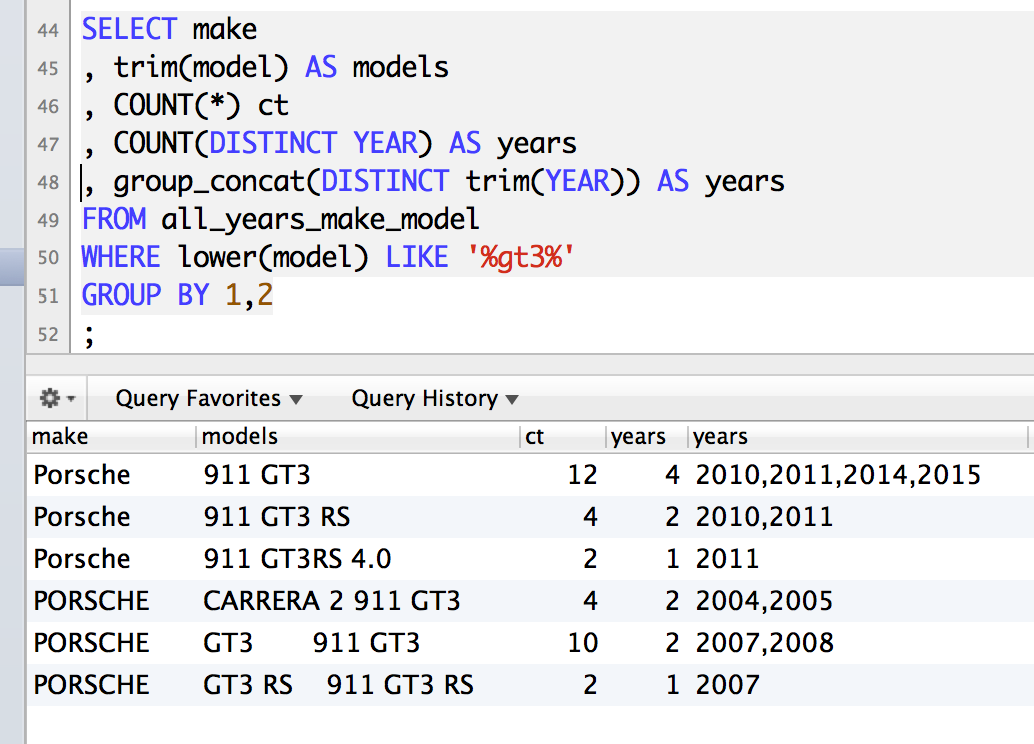 44 SELECT make
45 , trim(model) AS models
46 , COUNT(*) ct
47 , COUNT(DISTINCT YEAR) AS years
48 , group_concat(DISTINCT trim(YEAR)) AS years
49 FROM all_years_make_model
50 WHERE lower(model) LIKE '%gt3%'
51 GROUP BY 1,2
52 ;
Query Favorites ▼ Query History ▼
make models ct years years
Porsche 911 GT3 12 4 2010,2011,2014,2015
Porsche 911 GT3 RS 4 2 2010,2011
Porsche 911 GT3RS 4.0 2 1 2011
PORSCHE CARRERA 2 911 GT3 4 2 2004,2005
PORSCHE GT3     911 GT3 10 2 2007,2008
PORSCHE GT3 RS   911 GT3 RS 2 1 2007